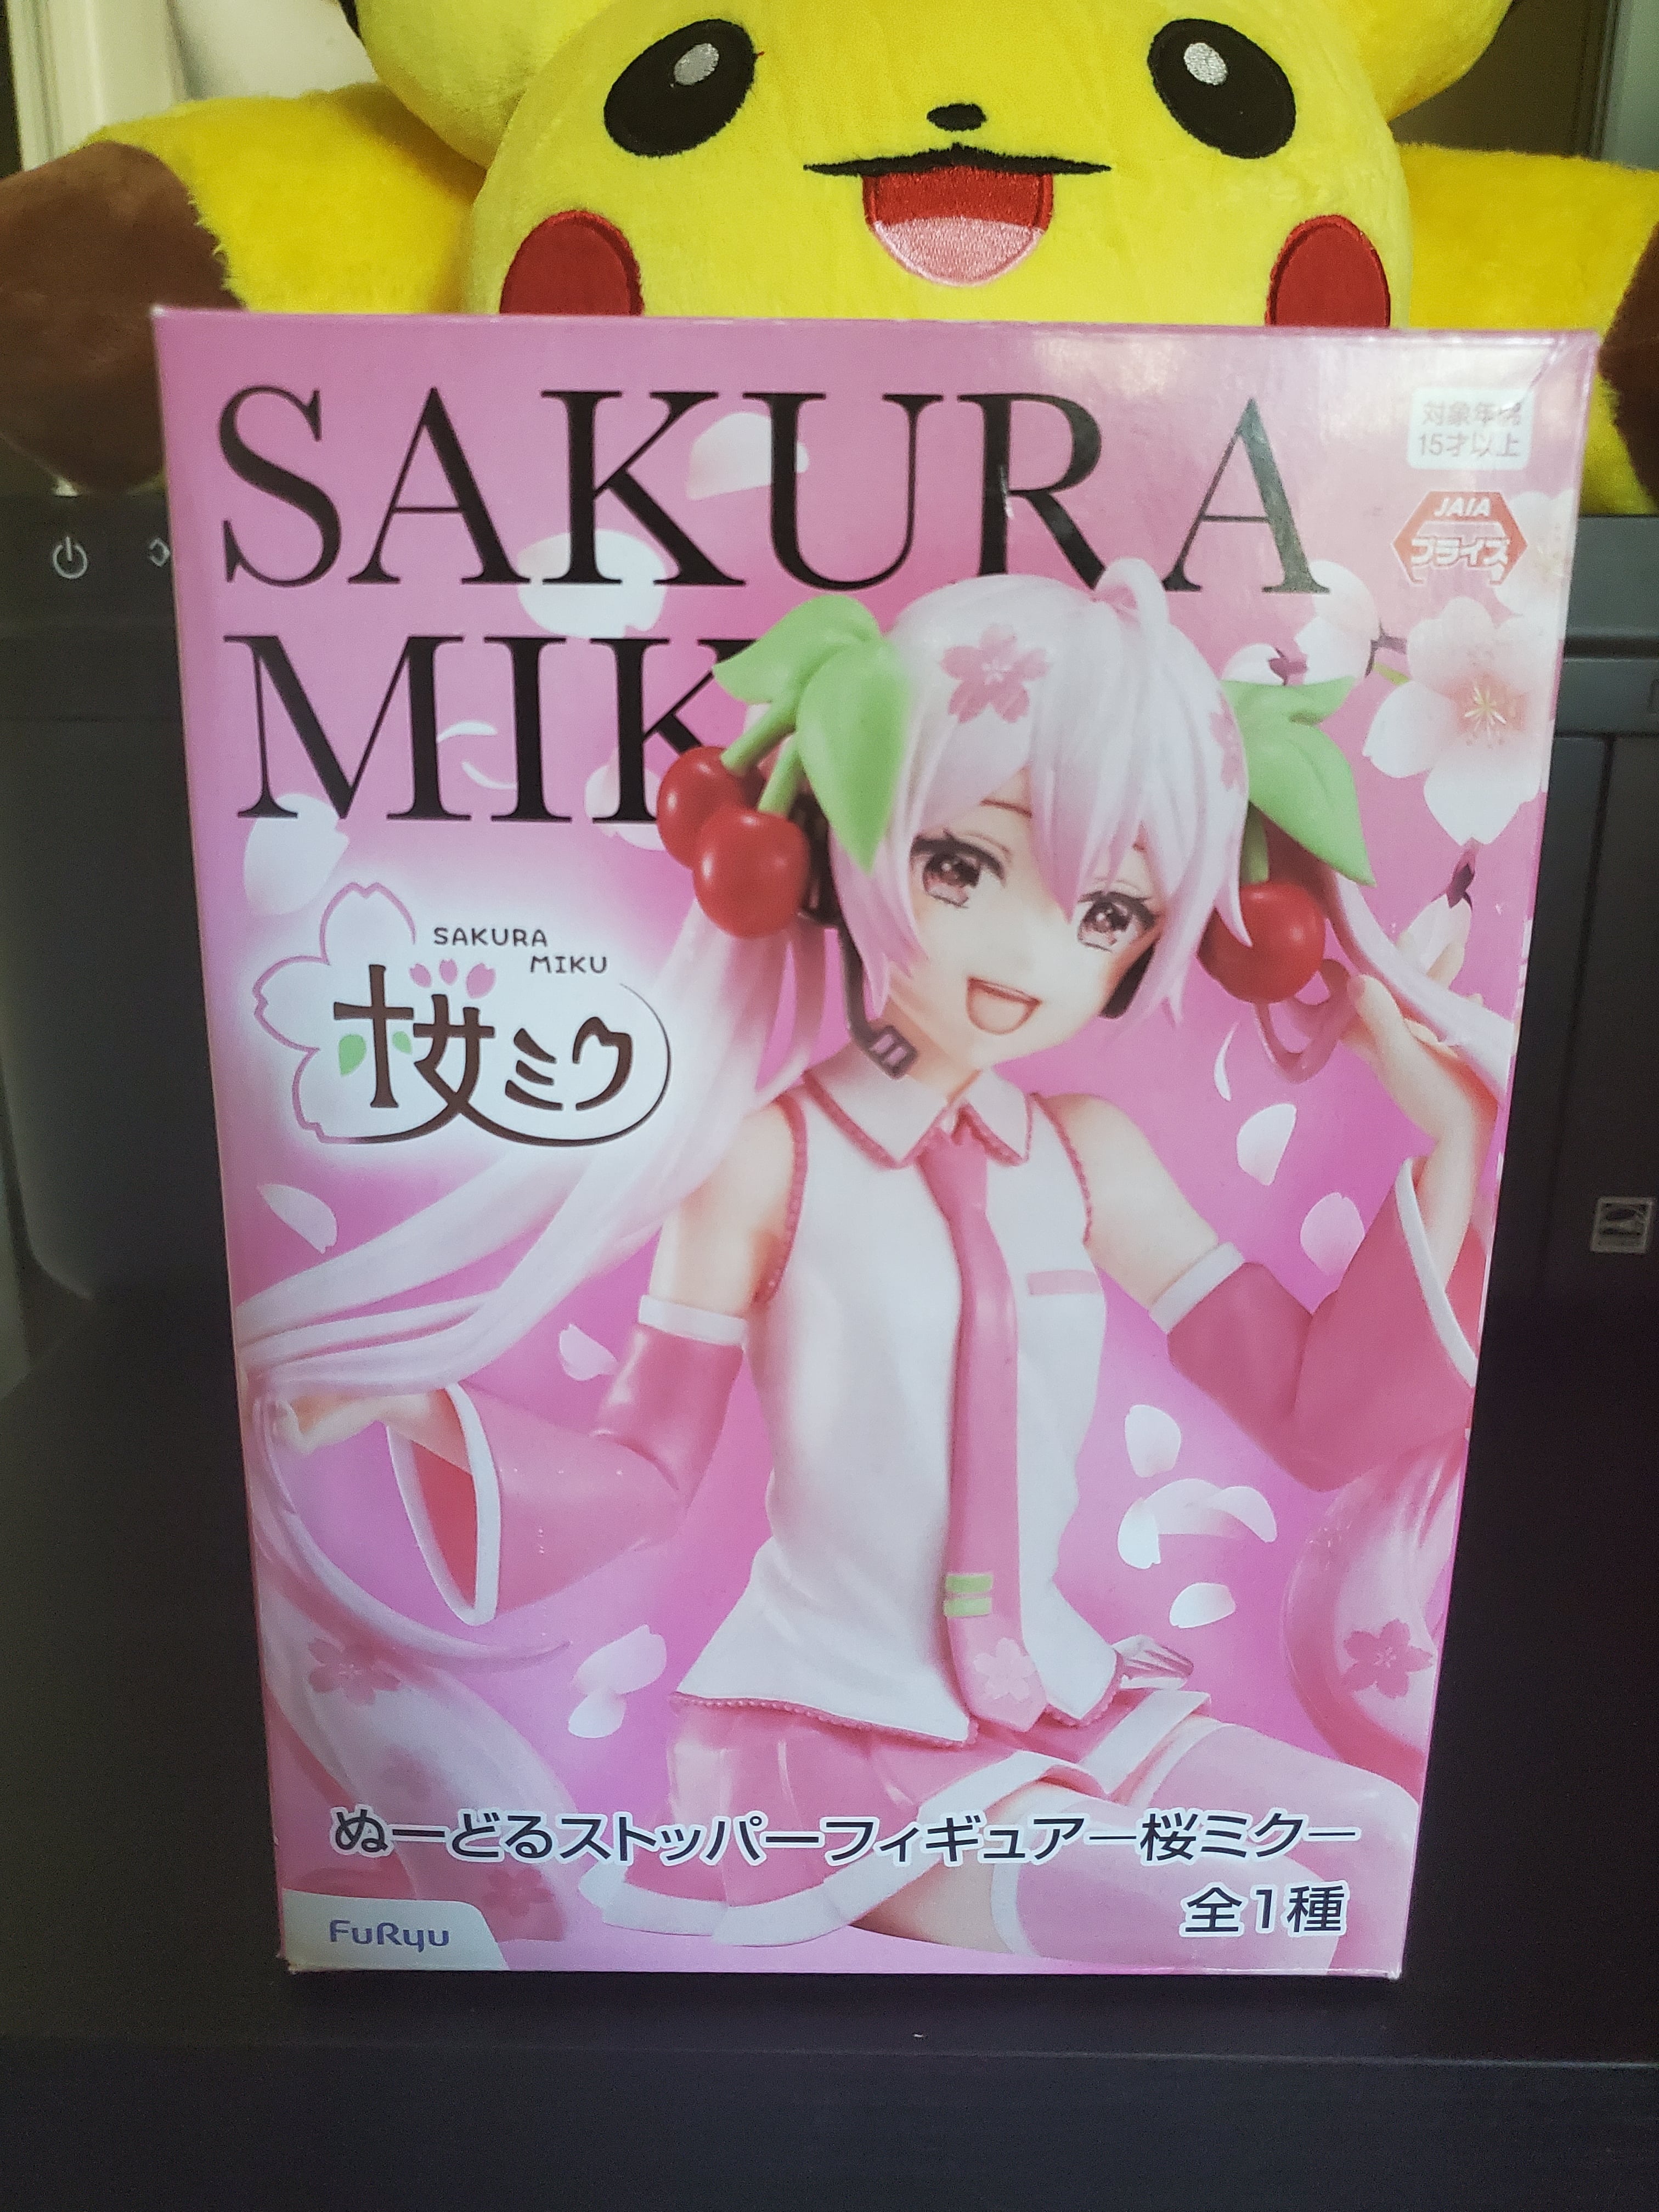 SAKURA
MIK
対象年齢
15才以上
JAIA
プライズ
SAKURA
MIKU
桜ミク
ぬーどるストッパーフィギュア―桜ミク―
全1種
FuRyu